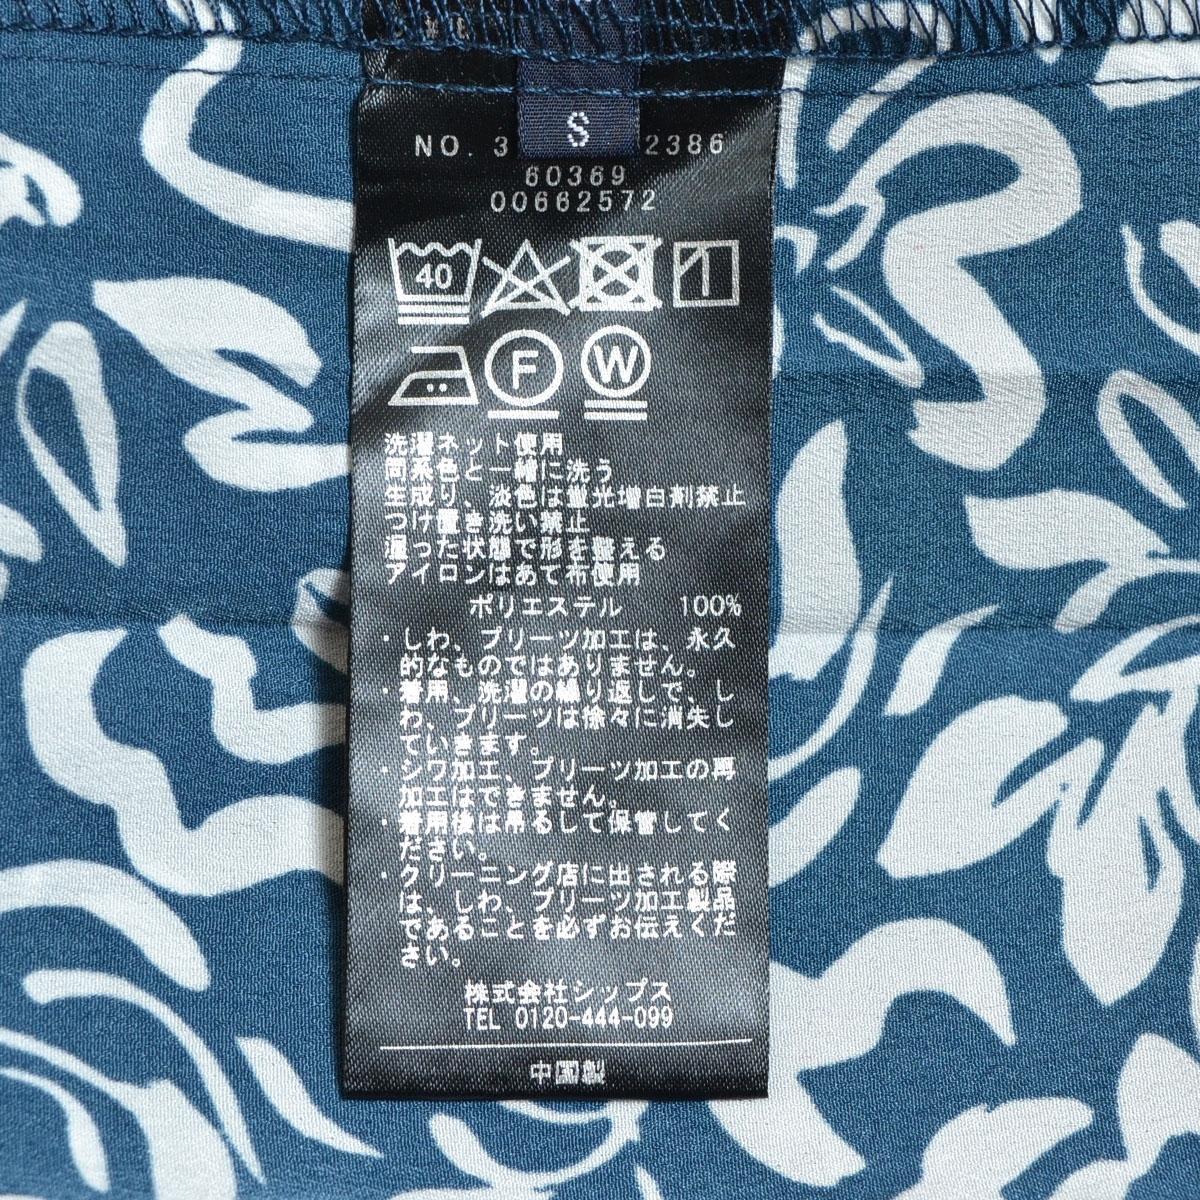 S
NO. 3 2386
60369
00662572
40
F W
洗濯ネット使用
同系色と一緒に洗う
生成り、淡色は蛍光増白剤禁止
つけ置き洗い禁止
湿った状態で形を整える
アイロンはあて布使用
ポリエステル 100%
・しわ、プリーツ加工は、永久
的なものではありません。
・着用、洗濯の繰り返しで、し
わ、プリーツは徐々に消失し
ていきます。
・シワ加工、プリーツ加工の再
加工はできません。
・着用後は吊るして保管してく
ださい。
・クリーニング店に出される際
は、しわ、プリーツ加工製品
であることを必ずお伝えくだ
さい。
株式会社シップス
TEL 0120-444-099
中国製